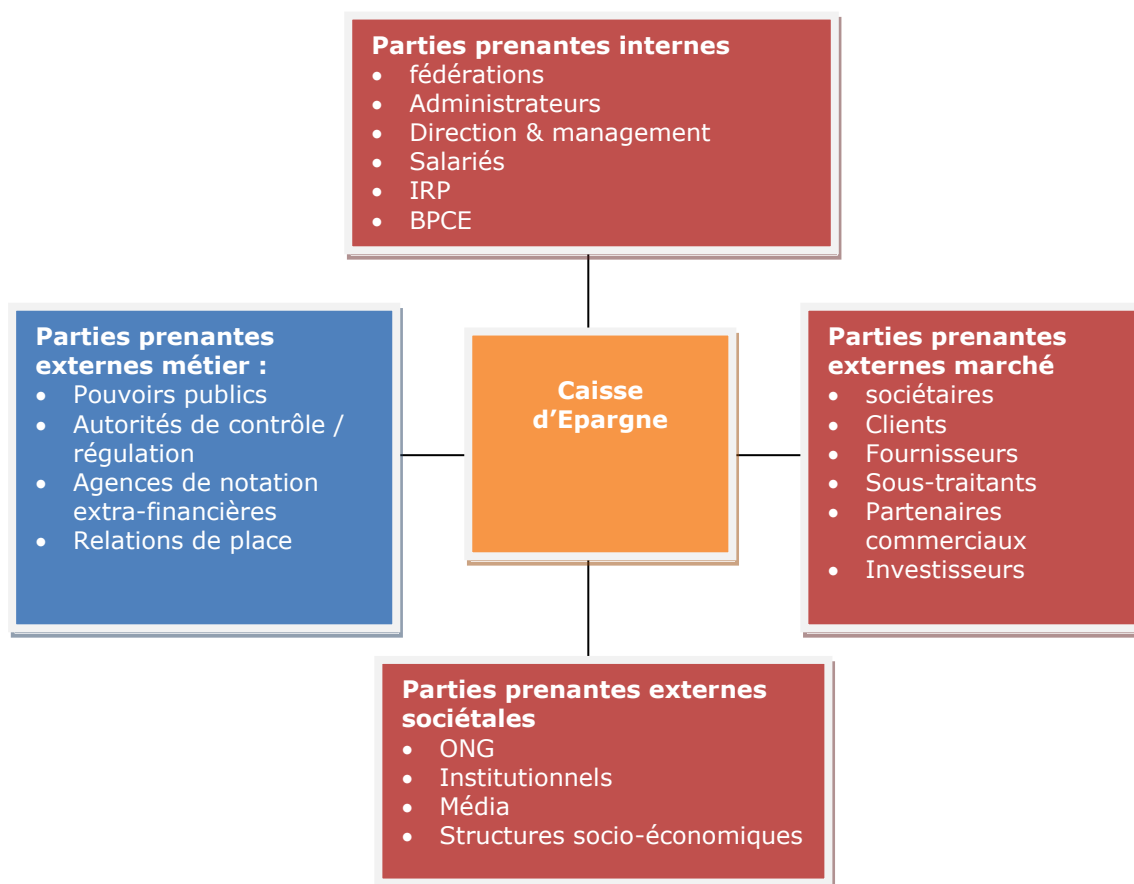 Parties prenantes internes
• fédérations
• Administrateurs
• Direction & management
• Salariés
• IRP
• BPCE
Parties prenantes
externes métier :
• Pouvoirs publics
• Autorités de contrôle /
régulation
• Agences de notation
extra-financières
• Relations de place
Caisse
d’Epargne
Parties prenantes
externes marché
• sociétaires
• Clients
• Fournisseurs
• Sous-traitants
• Partenaires
commerciaux
• Investisseurs
Parties prenantes externes
sociétales
• ONG
• Institutionnels
• Média
• Structures socio-économiques